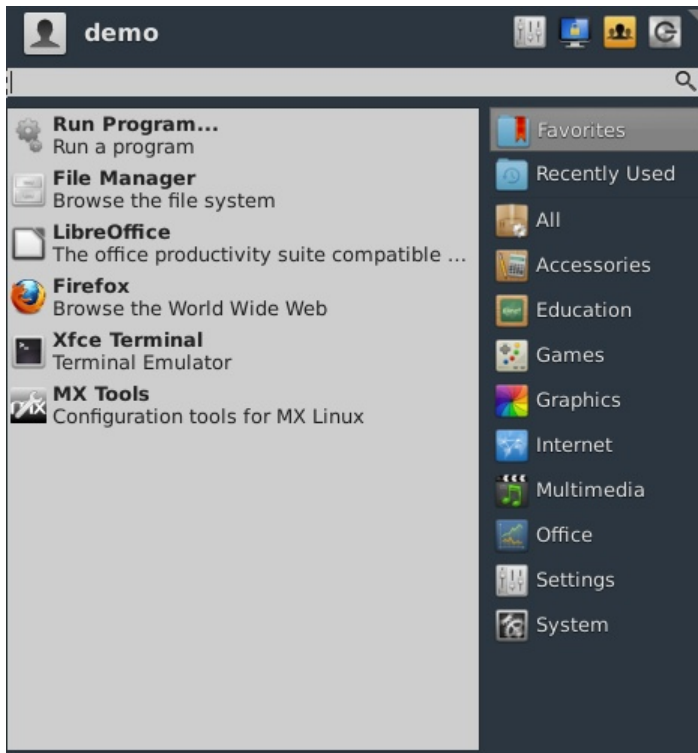 demo
Run Program...
Run a program
File Manager
Browse the file system
LibreOffice
The office productivity suite compatible ...
Firefox
Browse the World Wide Web
Xfce Terminal
Terminal Emulator
MX Tools
Configuration tools for MX Linux
Favorites
Recently Used
All
Accessories
Education
Games
Graphics
Internet
Multimedia
Office
Settings
System